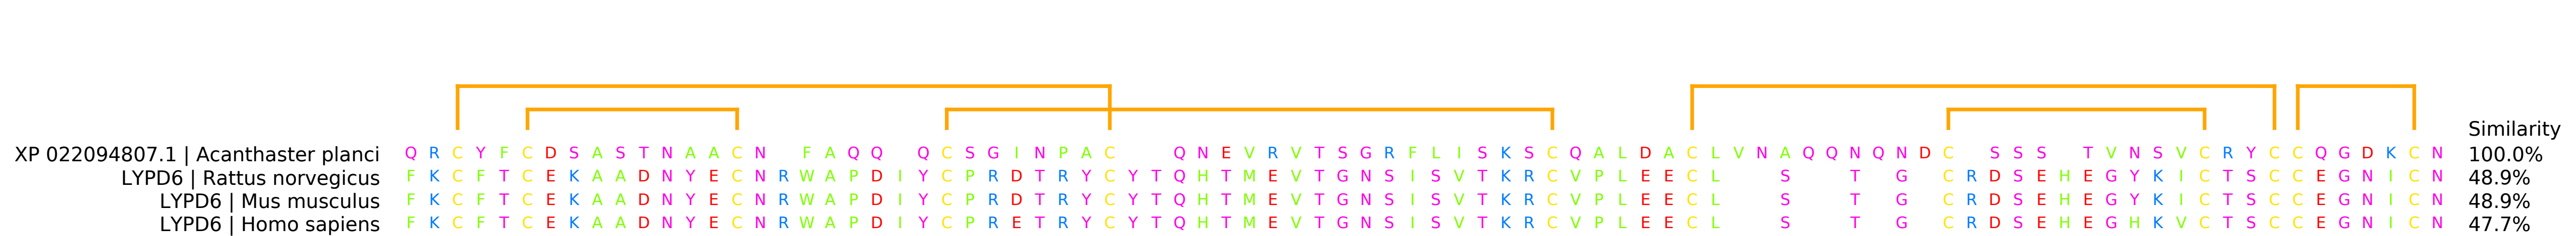 Similarity
XP 022094807.1 | Acanthaster planci Q R C Y F C D S A S T N A A C N F A Q Q Q C S G I N P A C Q N E V R V T S G R F L I S K S C Q A L D A C L V N A Q Q N Q N D C S S S T V N S V C R Y C C Q G D K C N 100.0%
LYPD6 | Rattus norvegicus F K C F T C E K A A D N Y E C N R W A P D I Y C P R D T R Y C Y T Q H T M E V T G N S I S V T K R C V P L E E C L S T G C R D S E H E G Y K I C T S C C E G N I C N 48.9%
LYPD6 | Mus musculus F K C F T C E K A A D N Y E C N R W A P D I Y C P R D T R Y C Y T Q H T M E V T G N S I S V T K R C V P L E E C L S T G C R D S E H E G Y K I C T S C C E G N I C N 48.9%
LYPD6 | Homo sapiens F K C F T C E K A A D N Y E C N R W A P D I Y C P R E T R Y C Y T Q H T M E V T G N S I S V T K R C V P L E E C L S T G C R D S E H E G H K V C T S C C E G N I C N 47.7%